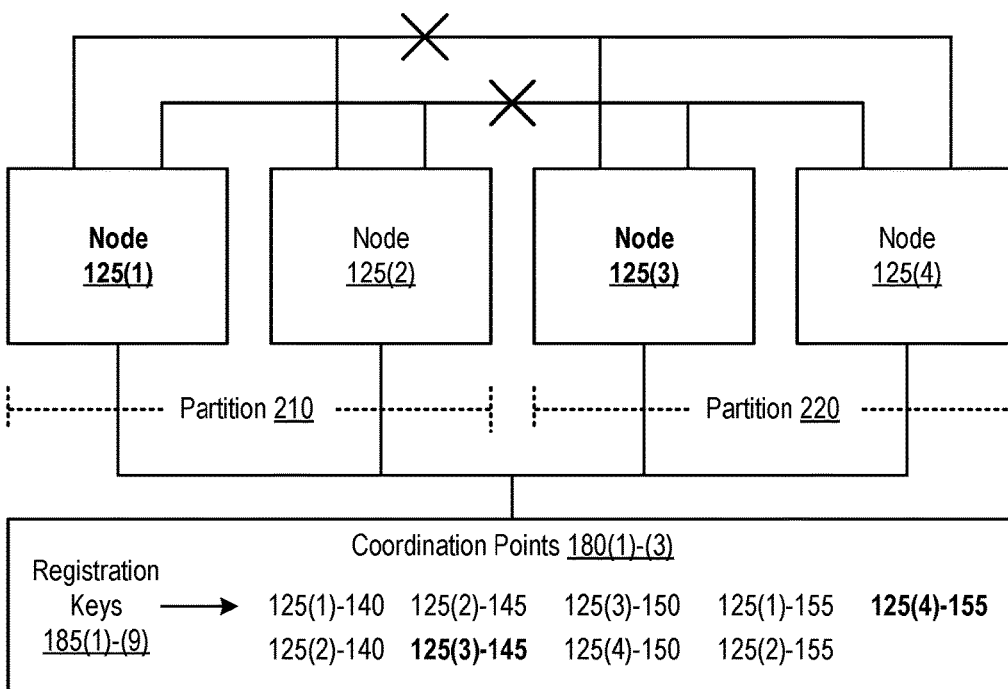 Node
125(1)
Node
125(2)
Node
125(3)
Node
125(4)
Partition 210
Partition 220
Coordination Points 180(1)-(3)
Registration
Keys
185(1)-(9)
125(1)-140 125(2)-145 125(3)-150 125(1)-155 125(4)-155
125(2)-140 125(3)-145 125(4)-150 125(2)-155